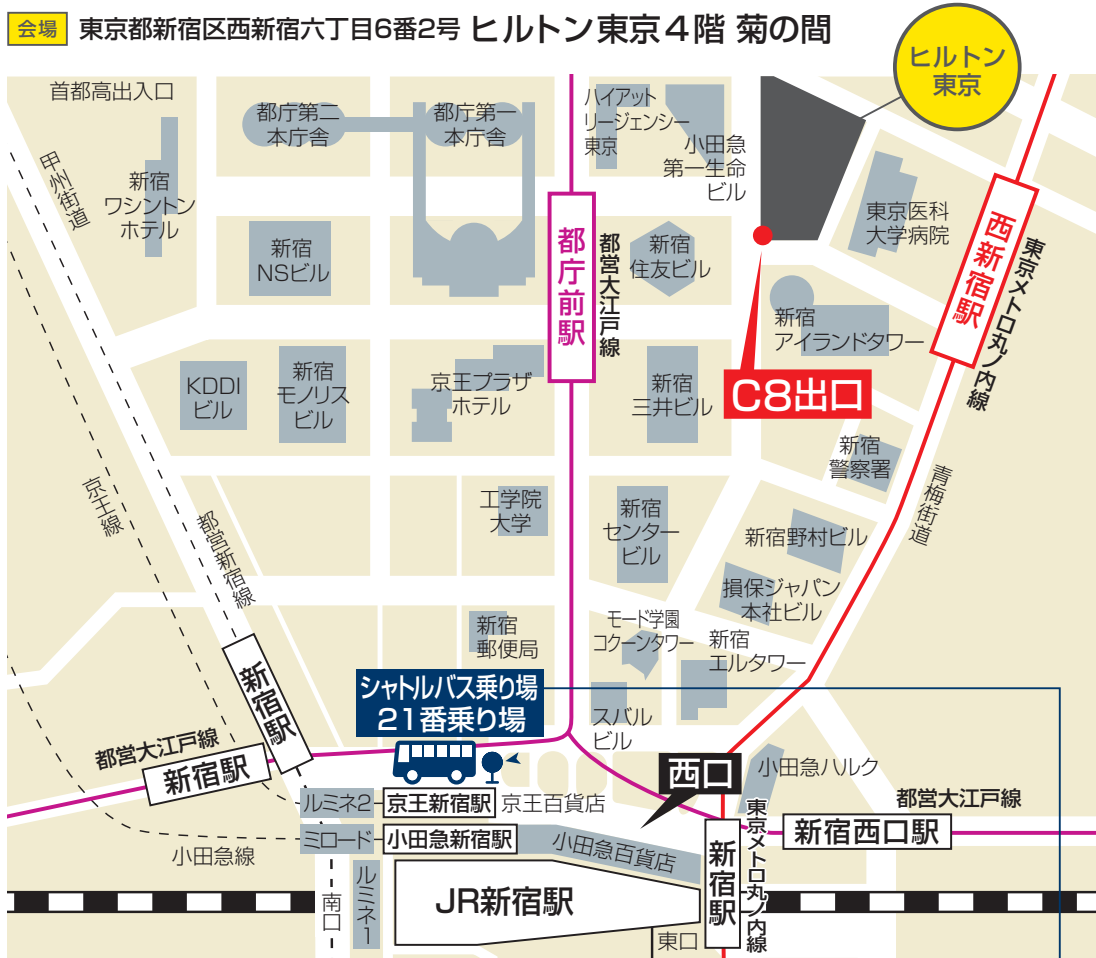 会場 東京都新宿区西新宿六丁目6番2号 ヒルトン東京4階 菊の間
ヒルトン
東京
首都高出入口
都庁第二
本庁舎
都庁第一
本庁舎
ハイアット
リージェンシー
東京
小田急
第一生命
ビル
甲州街道
新宿
ワシントン
ホテル
東京医科
大学病院
新宿
NSビル
都庁前駅
都営大江戸線
新宿
住友ビル
西新宿駅
東京メトロ丸ノ内線
新宿
アイランドタワー
KDDI
ビル
新宿
モノリス
ビル
京王プラザ
ホテル
新宿
三井ビル
C8出口
新宿
警察署
青梅街道
京王線
都営新宿線
工学院
大学
新宿
センター
ビル
新宿野村ビル
損保ジャパン
本社ビル
新宿
郵便局
モード学園
コクーンタワー
新宿
エルタワー
新宿駅
シャトルバス乗り場
21番乗り場
スバル
ビル
都営大江戸線
新宿駅
西口
小田急ハルク
ルミネ2
京王新宿駅
京王百貨店
都営大江戸線
ミロード
小田急新宿駅
小田急百貨店
新宿西口駅
小田急線
新宿駅
東京メトロ丸ノ内線
ルミネ1
南口
JR新宿駅
東口